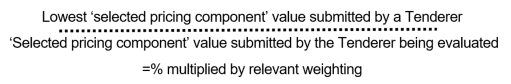 Lowest ‘selected pricing component’ value submitted by a Tenderer
‘Selected pricing component’ value submitted by the Tenderer being evaluated
=% multiplied by relevant weighting